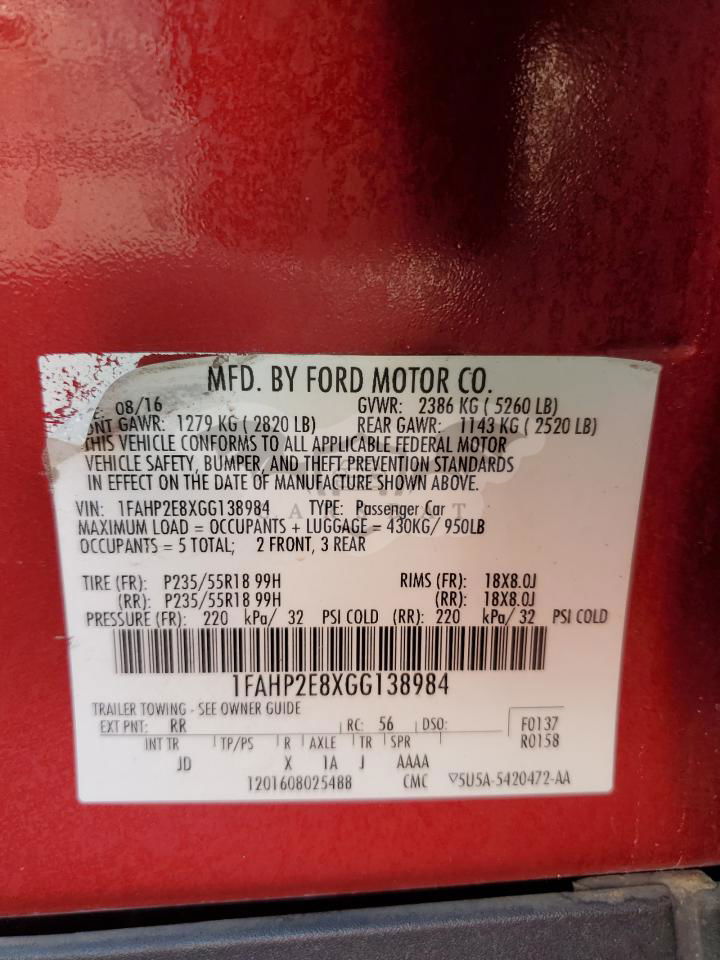 MFD. BY FORD MOTOR CO.
08/16 GVWR: 2386 KG ( 5260 LB)
GAWR: 1279 KG ( 2820 LB) REAR GAWR: 1143 KG ( 2520 LB)
THIS VEHICLE CONFORMS TO ALL APPLICABLE FEDERAL MOTOR
VEHICLE SAFETY, BUMPER, AND THEFT PREVENTION STANDARDS
IN EFFECT ON THE DATE OF MANUFACTURE SHOWN ABOVE.
VIN: 1FAHP2E8XGG138984 TYPE: Passenger Car
MAXIMUM LOAD = OCCUPANTS + LUGGAGE = 430KG/ 950LB
OCCUPANTS = 5 TOTAL; 2 FRONT, 3 REAR
TIRE (FR): P235/55R18 99H RIMS (FR): 18X8.0J
(RR): P235/55R18 99H (RR): 18X8.0J
PRESSURE (FR): 220 kPa/ 32 PSI COLD (RR): 220 kPa/ 32 PSI COLD
1FAHP2E8XGG138984
TRAILER TOWING - SEE OWNER GUIDE
EXT PNT: RR RC: 56 DSO: F0137
INT TR TP/PS R AXLE TR SPR R0158
JD X 1A J AAAA
1201608025488 CMC ▽5U5A-5420472-AA